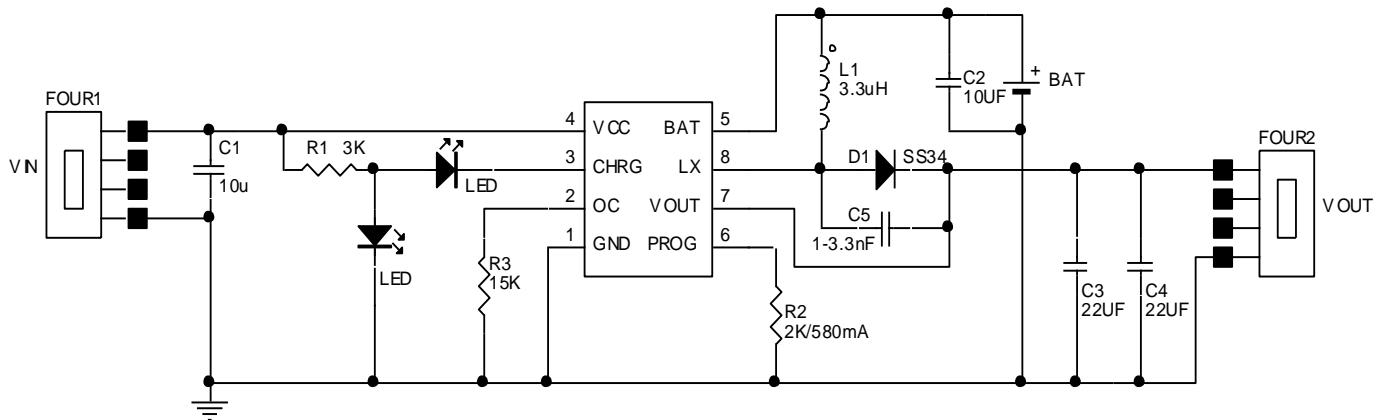 FOUR1
VIN
C1
10u
R1 3K
LED
LED
R3
15K
4 VCC
3 CHRG
2 OC
1 GND
BAT 5
LX 8
VOUT 7
PROG 6
L1
3.3uH
C2
10UF
+ BAT
D1 SS34
C5
1-3.3nF
R2
2K/580mA
C3
22UF
C4
22UF
FOUR2
VOUT